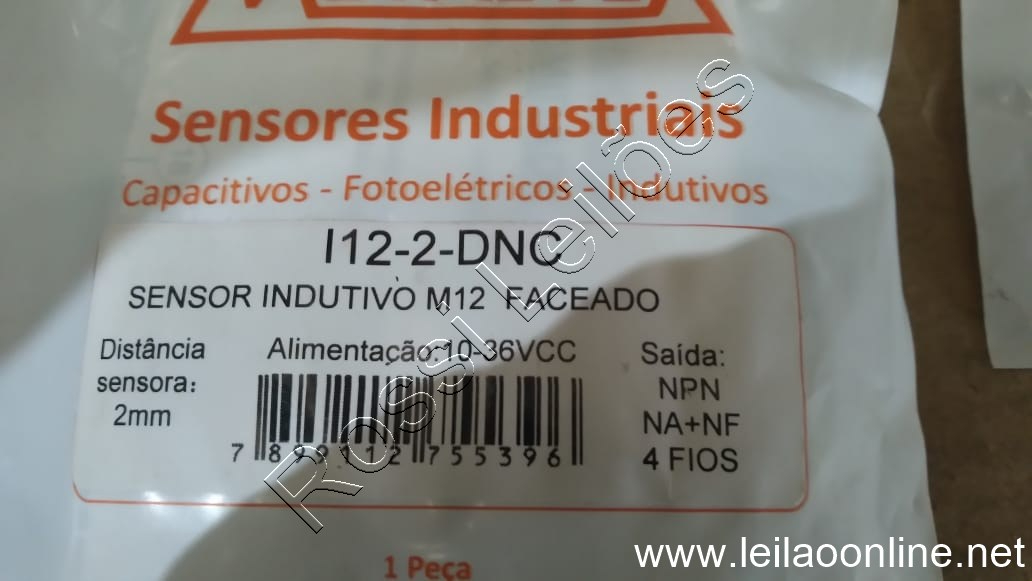 Sensores Industriais
Capacitivos - Fotoelétricos - Indutivos
I12-2-DNC
SENSOR INDUTIVO M12 FACEADO
Distância sensora: 2mm
Alimentação:10-36VCC
7 899112 755396
Saída:
NPN
NA+NF
4 FIOS
1 Peça
Rossi Leilões
www.leilaoonline.net